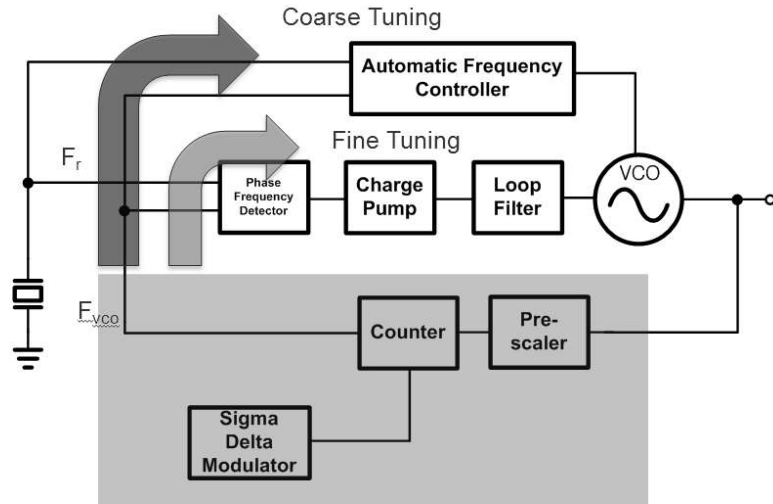 Coarse Tuning
Automatic Frequency
Controller
Fine Tuning
Fr
Phase
Frequency
Detector
Charge
Pump
Loop
Filter
VCO
Fvco
Counter
Pre-
scaler
Sigma
Delta
Modulator